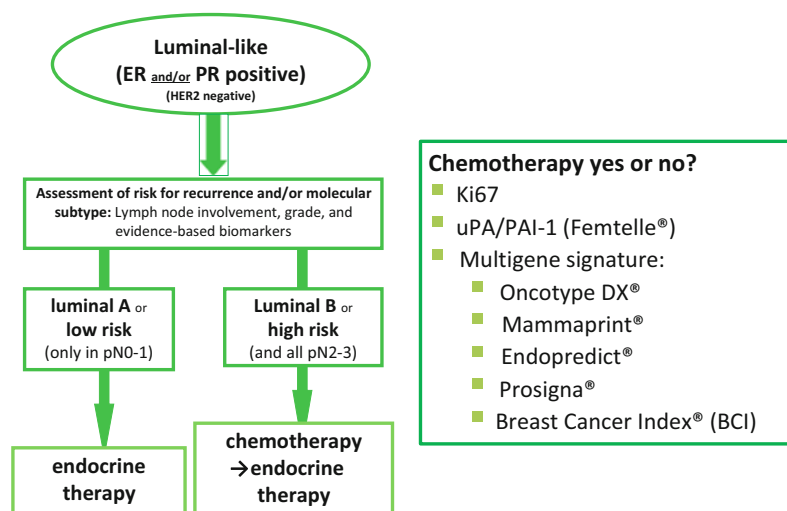 Luminal-like
(ER and/or PR positive)
(HER2 negative)
Assessment of risk for recurrence and/or molecular
subtype: Lymph node involvement, grade, and
evidence-based biomarkers
luminal A or
low risk
(only in pN0-1)
Luminal B or
high risk
(and all pN2-3)
endocrine
therapy
chemotherapy
→endocrine
therapy
Chemotherapy yes or no?
Ki67
uPA/PAI-1 (Femtelle®)
Multigene signature:
Oncotype DX®
Mammaprint®
Endopredict®
Prosigna®
Breast Cancer Index® (BCI)